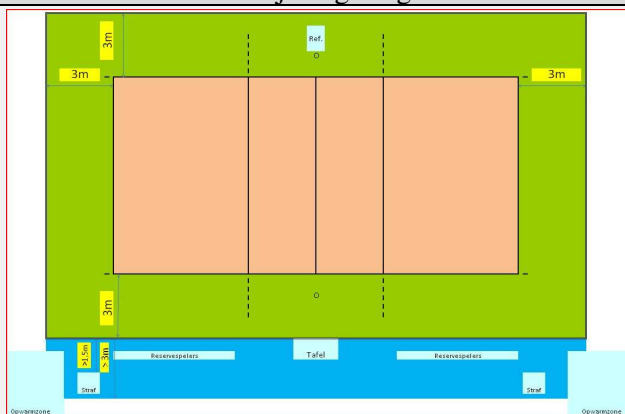 3m
Ref.
3m
3m
3m
>1.5m
> 3m
Reservespelers
Tafel
Reservespelers
Straf
Straf
Opwarmzone
Opwarmzone